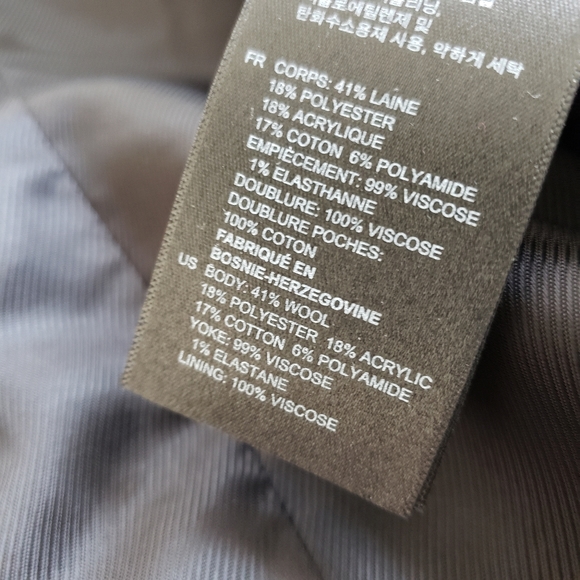 탄화수소용제 사용, 약하게 세탁
FR CORPS: 41% LAINE
18% POLYESTER
18% ACRYLIQUE
17% COTON 6% POLYAMIDE
EMPIÈCEMENT: 99% VISCOSE
1% ELASTHANNE
DOUBLURE: 100% VISCOSE
DOUBLURE POCHES:
100% COTON
FABRIQUÉ EN
BOSNIE-HERZEGOVINE
US BODY: 41% WOOL
18% POLYESTER 18% ACRYLIC
17% COTTON 6% POLYAMIDE
YOKE: 99% VISCOSE
1% ELASTANE
LINING: 100% VISCOSE